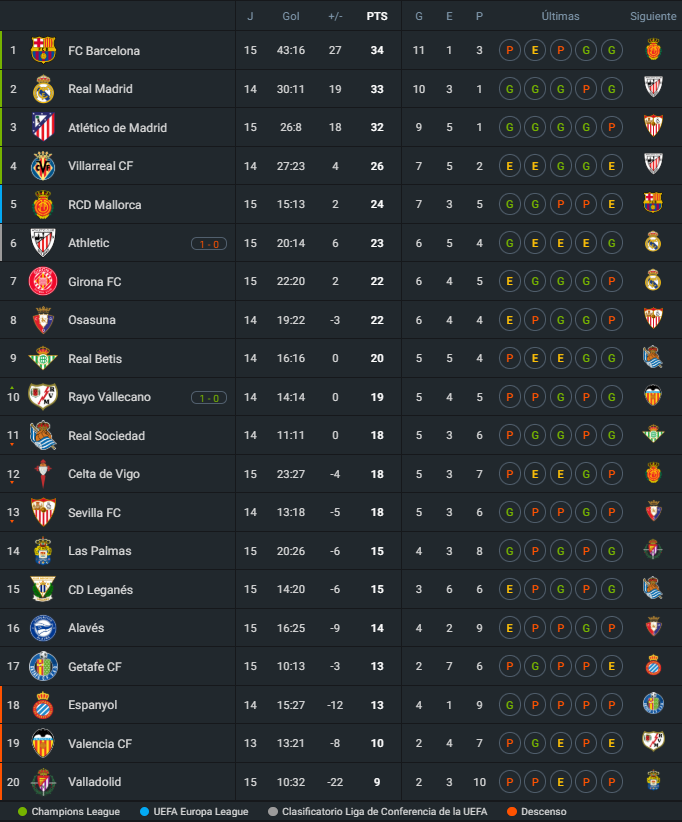 J Gol +/- PTS G E P Últimas Siguiente
1 FC Barcelona 15 43:16 27 34 11 1 3 P E P G G
2 Real Madrid 14 30:11 19 33 10 3 1 G G G P G
3 Atlético de Madrid 15 26:8 18 32 9 5 1 G G G G P
4 Villarreal CF 14 27:23 4 26 7 5 2 E E G G E
5 RCD Mallorca 15 15:13 2 24 7 3 5 G G P P E
6 Athletic 1 - 0 15 20:14 6 23 6 5 4 G E E E G
7 Girona FC 15 22:20 2 22 6 4 5 E G G G P
8 Osasuna 14 19:22 -3 22 6 4 4 E P G G P
9 Real Betis 14 16:16 0 20 5 5 4 P E E G G
10 Rayo Vallecano 1 - 0 14 14:14 0 19 5 4 5 P P G P G
11 Real Sociedad 14 11:11 0 18 5 3 6 P G G P G
12 Celta de Vigo 15 23:27 -4 18 5 3 7 P E E G P
13 Sevilla FC 14 13:18 -5 18 5 3 6 G P P G P
14 Las Palmas 15 20:26 -6 15 4 3 8 G P G P G
15 CD Leganés 15 14:20 -6 15 3 6 6 E P G P G
16 Alavés 15 16:25 -9 14 4 2 9 E P P G P
17 Getafe CF 15 10:13 -3 13 2 7 6 P G P P E
18 Espanyol 14 15:27 -12 13 4 1 9 G P P P P
19 Valencia CF 13 13:21 -8 10 2 4 7 P G E P E
20 Valladolid 15 10:32 -22 9 2 3 10 P P E P P
Champions League UEFA Europa League Clasificatorio Liga de Conferencia de la UEFA Descenso